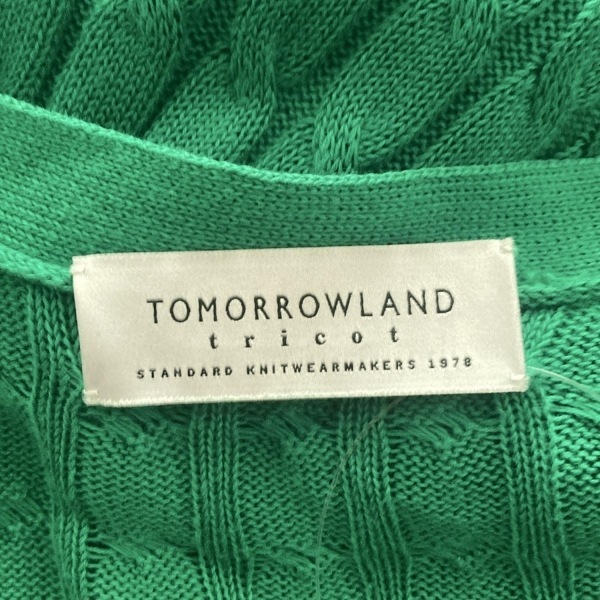 TOMORROWLAND
tricot
STANDARD KNITWEARMAKERS 1978